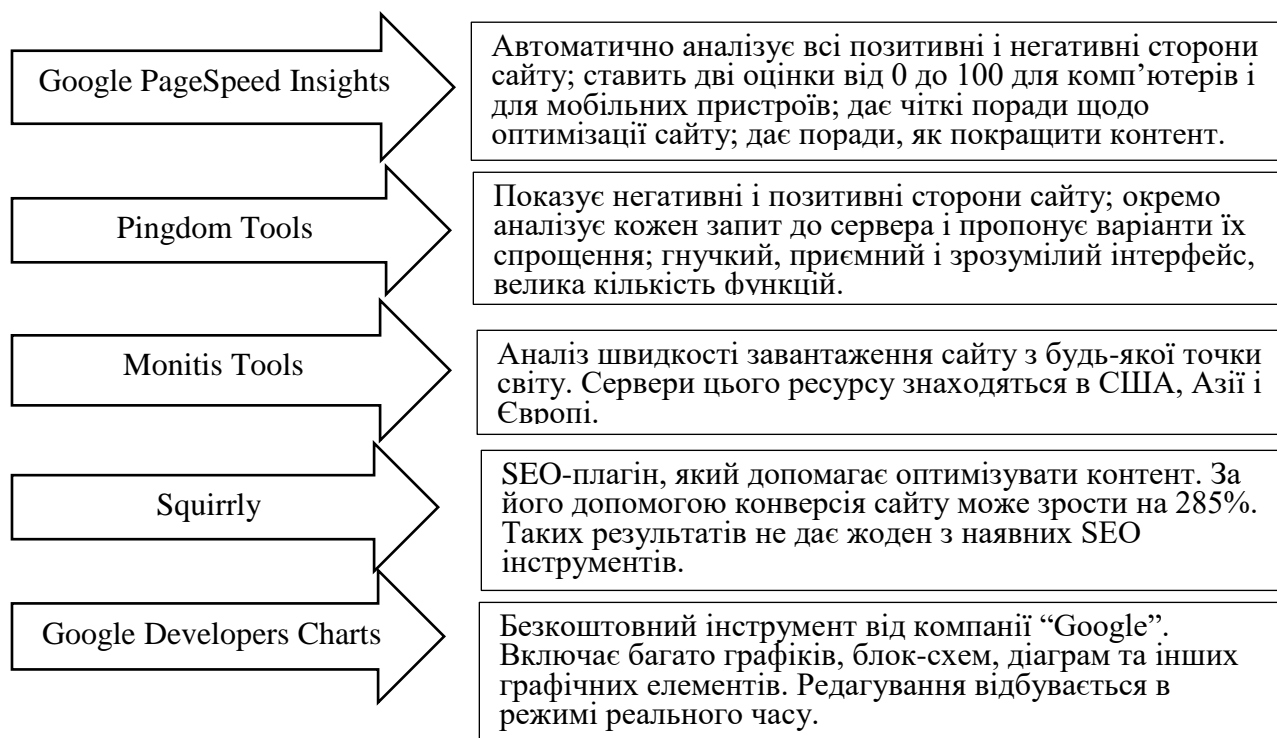 Google PageSpeed Insights
Автоматично аналізує всі позитивні і негативні сторони
сайту; ставить дві оцінки від 0 до 100 для комп’ютерів і
для мобільних пристроїв; дає чіткі поради щодо
оптимізації сайту; дає поради, як покращити контент.
Pingdom Tools
Показує негативні і позитивні сторони сайту; окремо
аналізує кожен запит до сервера і пропонує варіанти їх
спрощення; гнучкий, приємний і зрозумілий інтерфейс,
велика кількість функцій.
Monitis Tools
Аналіз швидкості завантаження сайту з будь-якої точки
світу. Сервери цього ресурсу знаходяться в США, Азії і
Європі.
Squirrly
SEO-плагін, який допомагає оптимізувати контент. За
його допомогою конверсія сайту може зрости на 285%.
Таких результатів не дає жоден з наявних SEO
інструментів.
Google Developers Charts
Безкоштовний інструмент від компанії “Google”.
Включає багато графіків, блок-схем, діаграм та інших
графічних елементів. Редагування відбувається в
режимі реального часу.